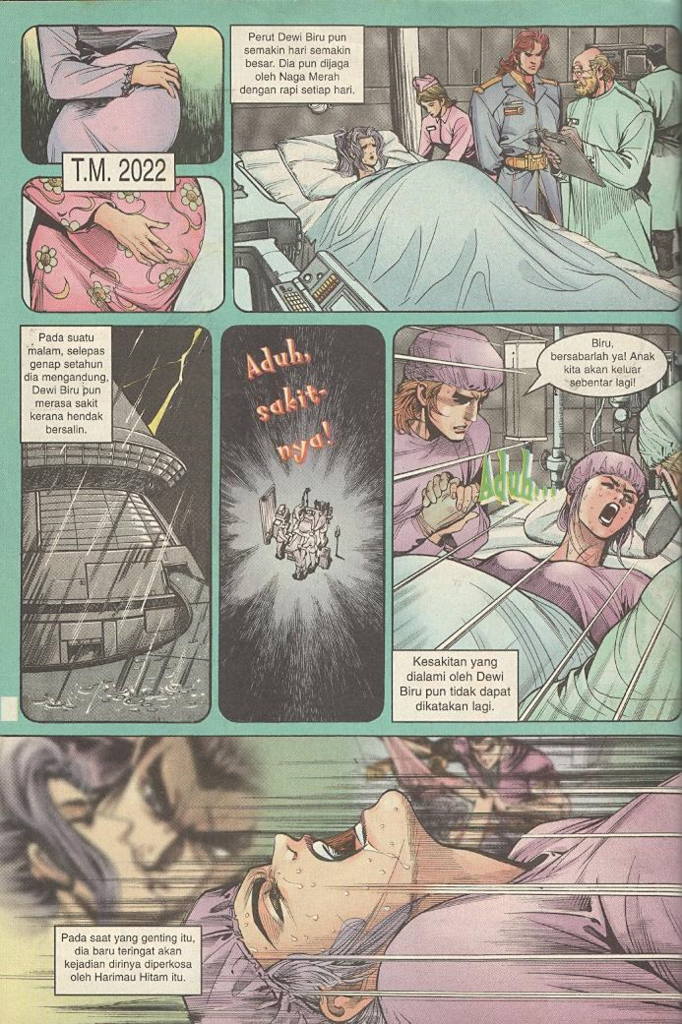 T.M. 2022
Perut Dewi Biru pun
semakin hari semakin
besar. Dia pun dijaga
oleh Naga Merah
dengan rapi setiap hari.
Pada suatu
malam, selepas
genap setahun
dia mengandung,
Dewi Biru pun
merasa sakit
kerana hendak
bersalin.
Aduh,
sakit-
nya!
Biru,
bersabarlah ya! Anak
kita akan keluar
sebentar lagi!
Aduh...
Kesakitan yang
dialami oleh Dewi
Biru pun tidak dapat
dikatakan lagi.
Pada saat yang genting itu,
dia baru teringat akan
kejadian dirinya diperkosa
oleh Harimau Hitam itu.